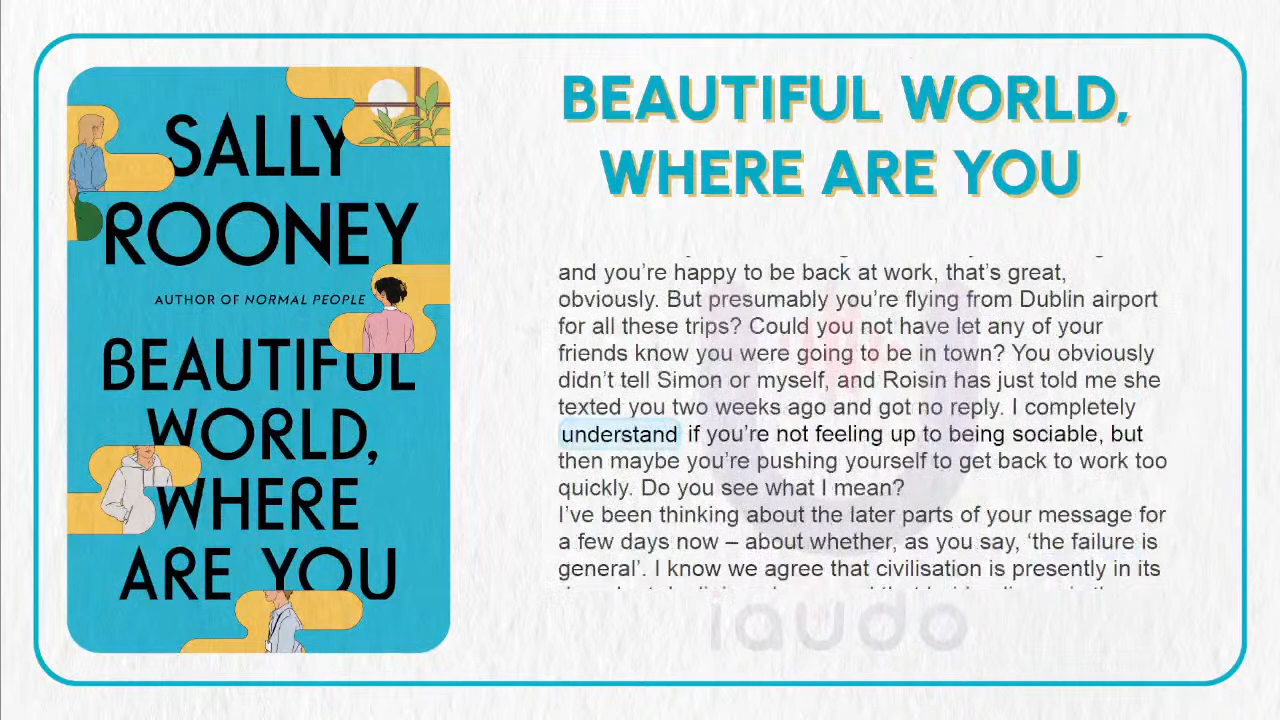 SALLY
ROONEY
AUTHOR OF NORMAL PEOPLE
BEAUTIFUL
WORLD,
WHERE
ARE YOU
BEAUTIFUL WORLD,
WHERE ARE YOU
and you’re happy to be back at work, that’s great,
obviously. But presumably you’re flying from Dublin airport
for all these trips? Could you not have let any of your
friends know you were going to be in town? You obviously
didn’t tell Simon or myself, and Roisin has just told me she
texted you two weeks ago and got no reply. I completely
understand if you’re not feeling up to being sociable, but
then maybe you’re pushing yourself to get back to work too
quickly. Do you see what I mean?
I’ve been thinking about the later parts of your message for
a few days now – about whether, as you say, ‘the failure is
general’. I know we agree that civilisation is presently in its
iaudo